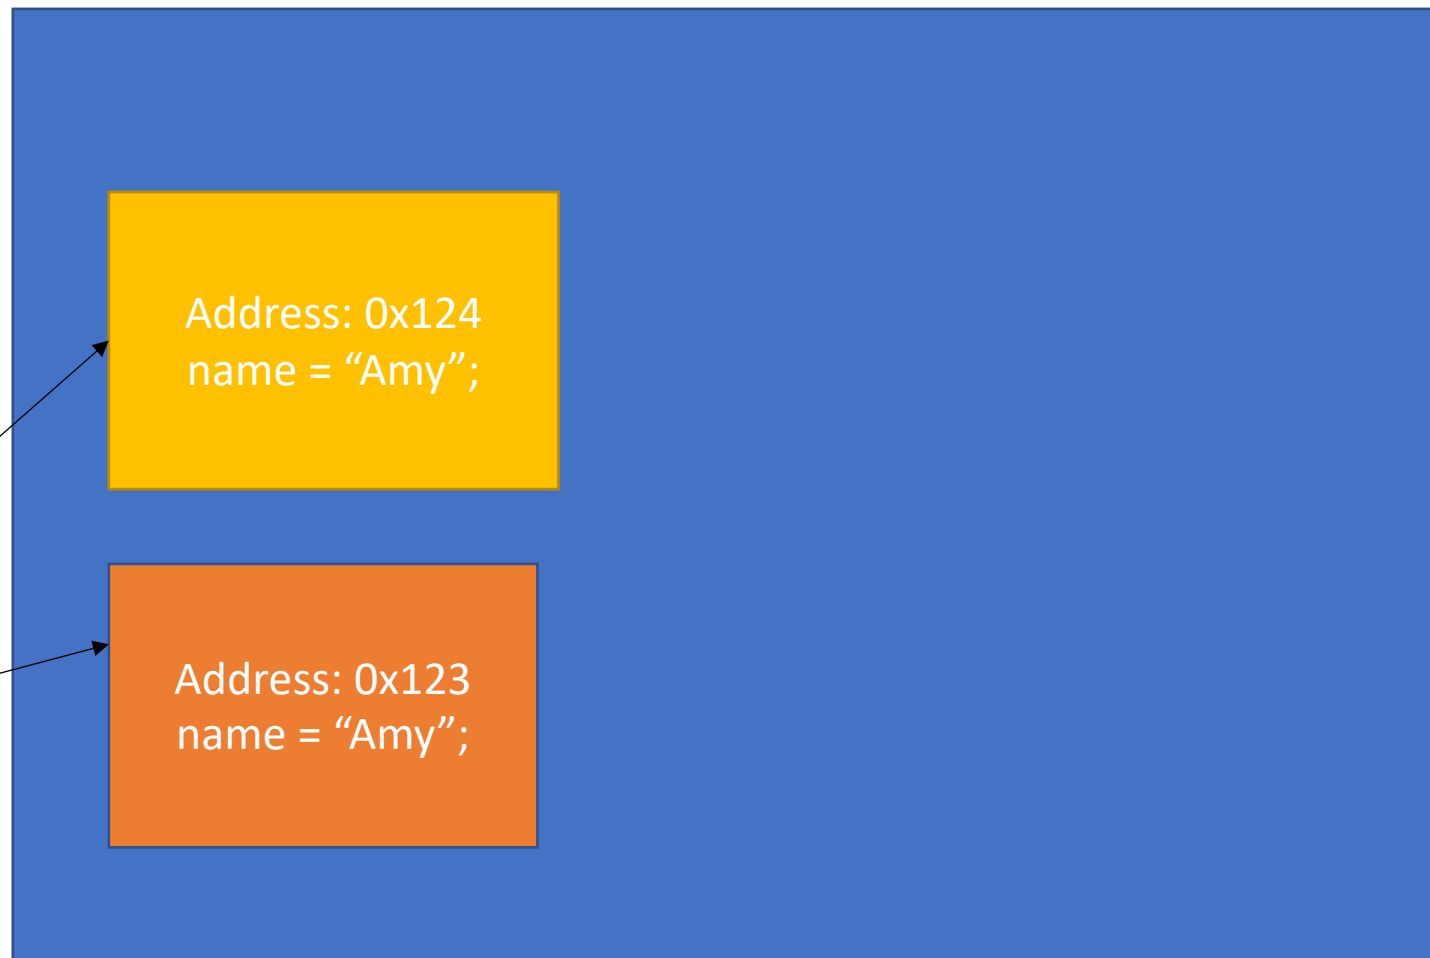 Address: 0x124
name = “Amy”;
Address: 0x123
name = “Amy”;